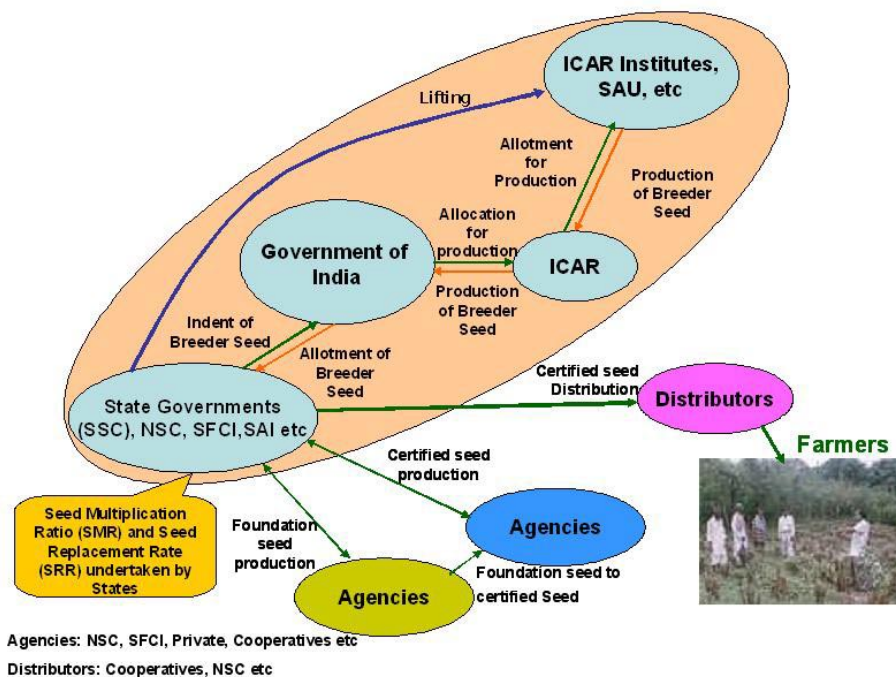 ICAR Institutes,
SAU, etc
Lifting
Allotment
for
Production
Production
of Breeder
Seed
Allocation
for
production
Government of
India
ICAR
Production
of Breeder
Seed
Indent of
Breeder Seed
Allotment of
Breeder
Seed
Certified seed
Distribution
Distributors
State Governments
(SSC), NSC, SFCI,SAI etc
Farmers
Certified seed
production
Seed Multiplication
Ratio (SMR) and Seed
Replacement Rate
(SRR) undertaken by
States
Foundation
seed
production
Agencies
Agencies
Foundation seed to
certified Seed
Agencies: NSC, SFCI, Private, Cooperatives etc
Distributors: Cooperatives, NSC etc